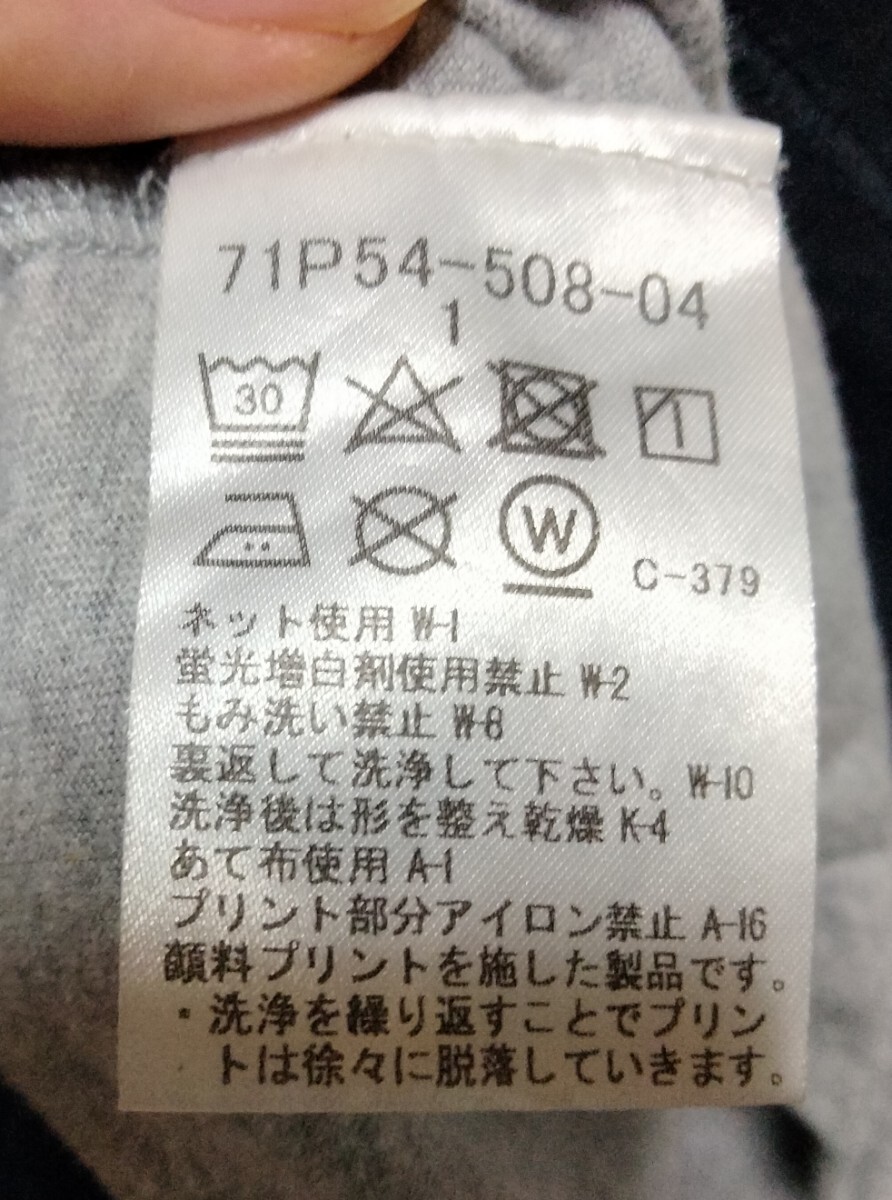 71P54-508-04
1
30
W
C-379
ネット使用 W-1
蛍光増白剤使用禁止 W-2
もみ洗い禁止 W-8
裏返して洗浄して下さい。W-10
洗浄後は形を整え乾燥 K-4
あて布使用 A-1
プリント部分アイロン禁止 A-16
顔料プリントを施した製品です。
・洗浄を繰り返すことでプリン
トは徐々に脱落していきます。